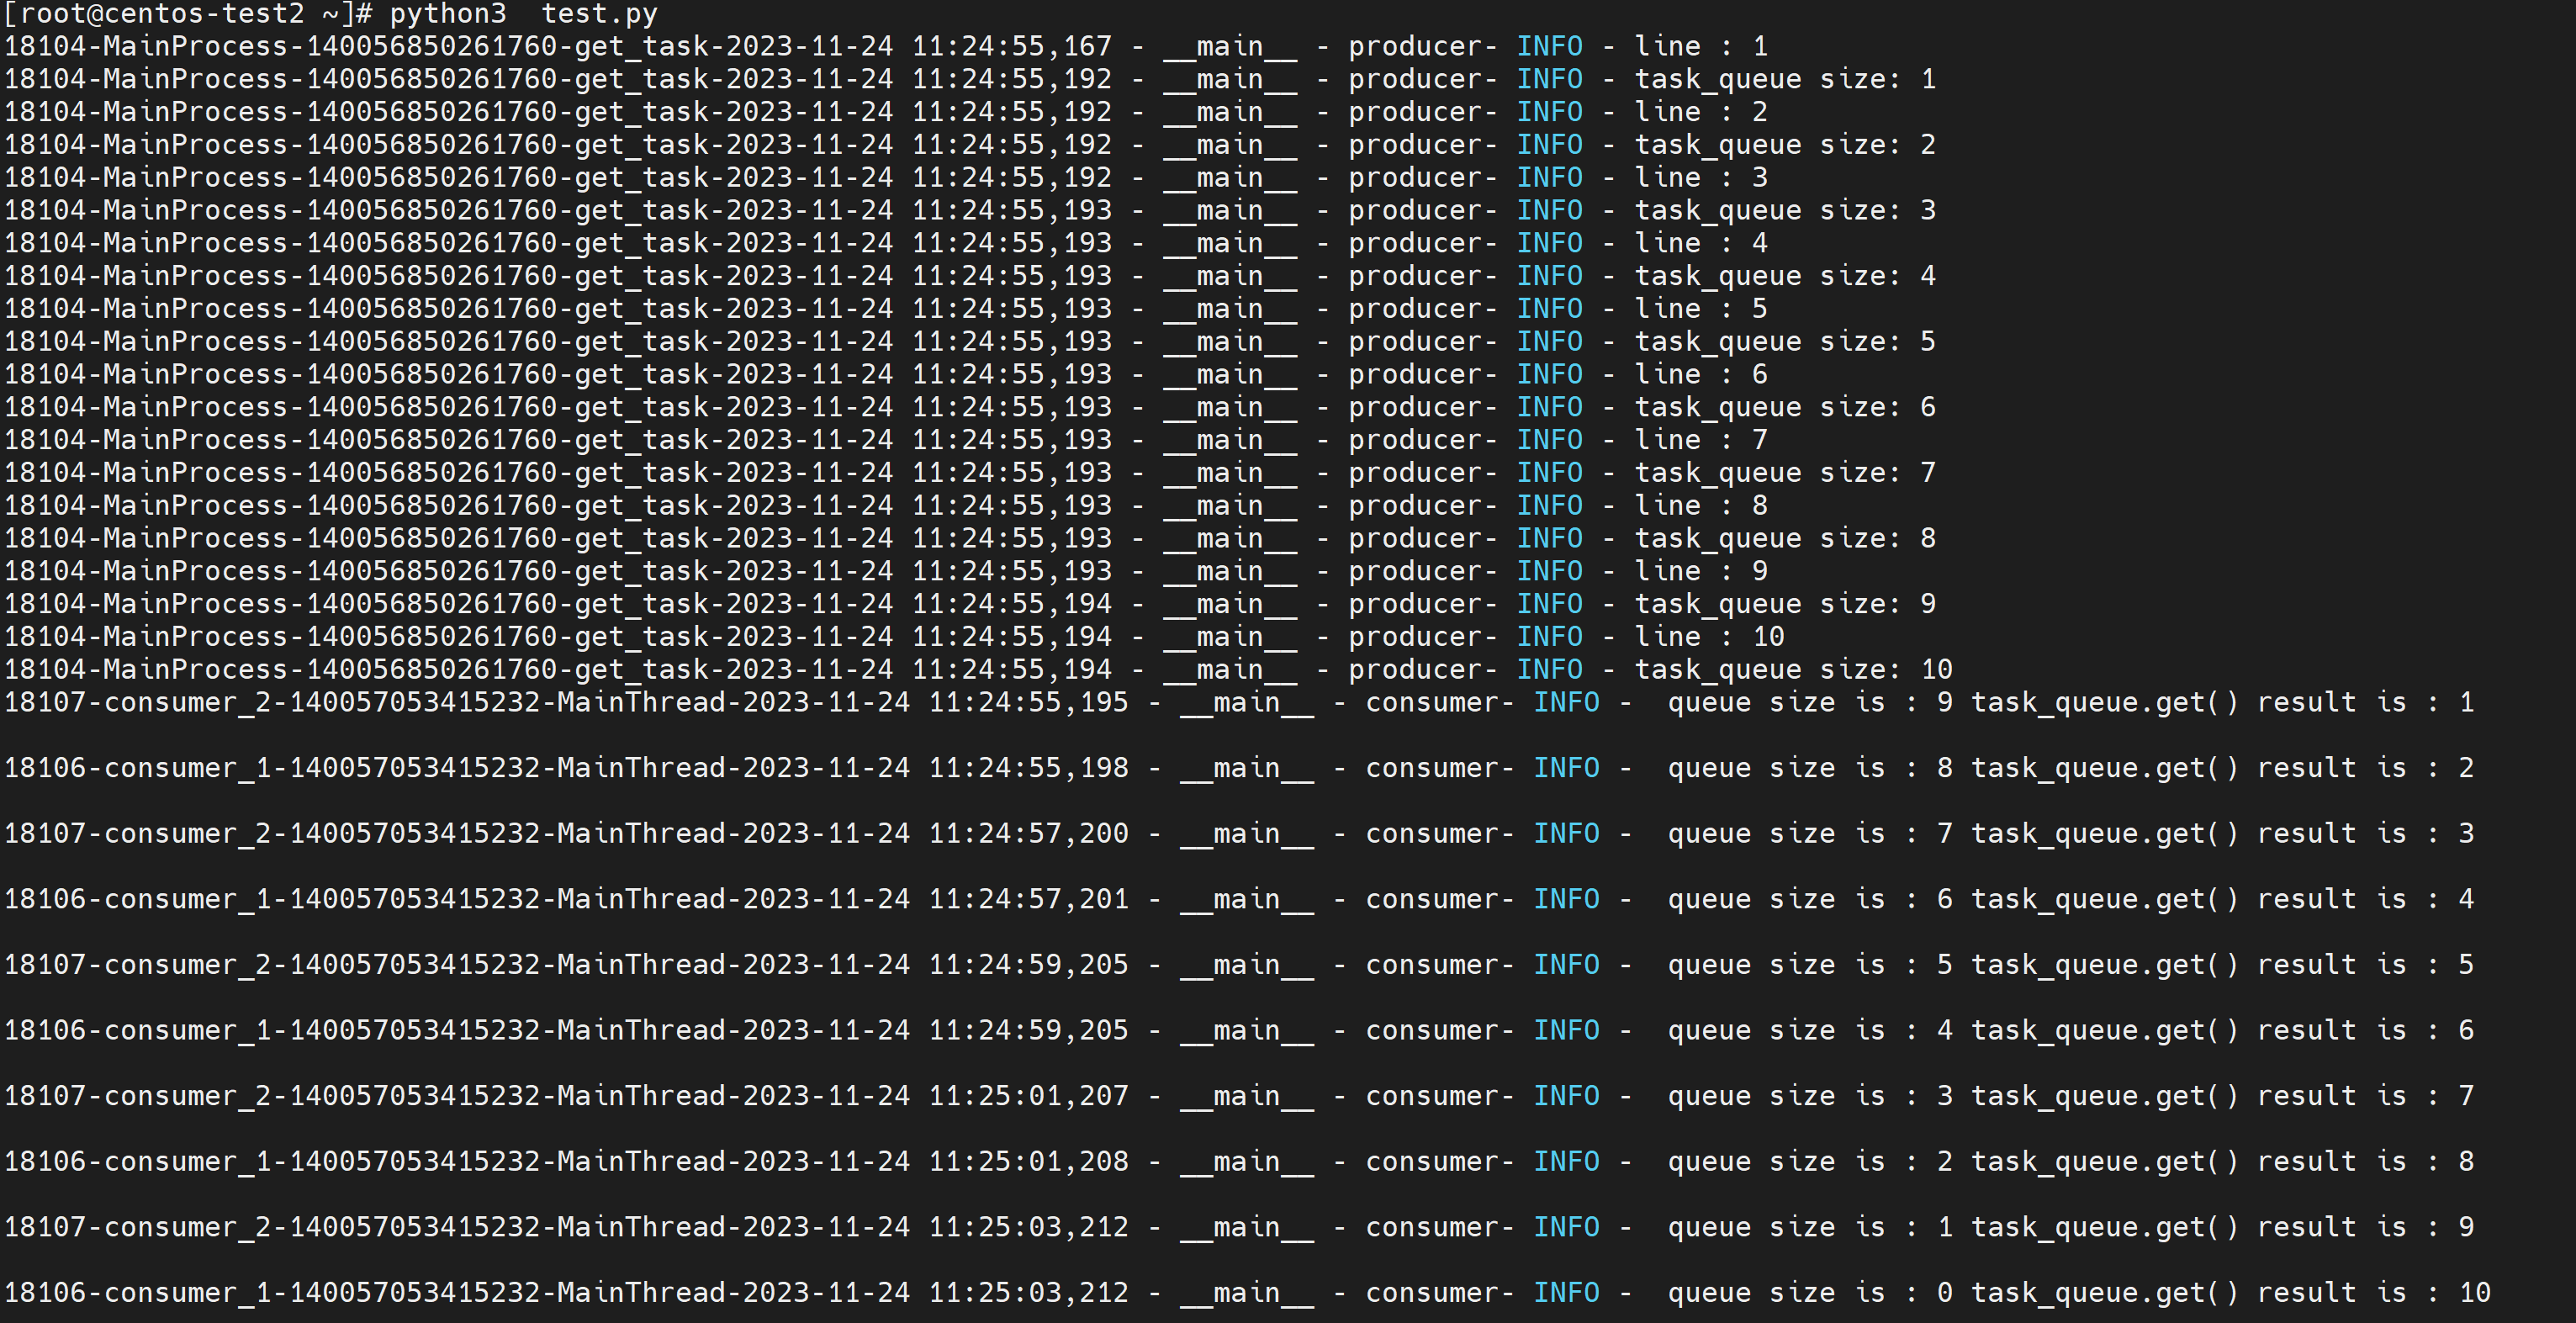 [root@centos-test2 ~]# python3  test.py
18104-MainProcess-140056850261760-get_task-2023-11-24 11:24:55,167 - __main__ - producer- INFO - line : 1
18104-MainProcess-140056850261760-get_task-2023-11-24 11:24:55,192 - __main__ - producer- INFO - task_queue size: 1
18104-MainProcess-140056850261760-get_task-2023-11-24 11:24:55,192 - __main__ - producer- INFO - line : 2
18104-MainProcess-140056850261760-get_task-2023-11-24 11:24:55,192 - __main__ - producer- INFO - task_queue size: 2
18104-MainProcess-140056850261760-get_task-2023-11-24 11:24:55,192 - __main__ - producer- INFO - line : 3
18104-MainProcess-140056850261760-get_task-2023-11-24 11:24:55,193 - __main__ - producer- INFO - task_queue size: 3
18104-MainProcess-140056850261760-get_task-2023-11-24 11:24:55,193 - __main__ - producer- INFO - line : 4
18104-MainProcess-140056850261760-get_task-2023-11-24 11:24:55,193 - __main__ - producer- INFO - task_queue size: 4
18104-MainProcess-140056850261760-get_task-2023-11-24 11:24:55,193 - __main__ - producer- INFO - line : 5
18104-MainProcess-140056850261760-get_task-2023-11-24 11:24:55,193 - __main__ - producer- INFO - task_queue size: 5
18104-MainProcess-140056850261760-get_task-2023-11-24 11:24:55,193 - __main__ - producer- INFO - line : 6
18104-MainProcess-140056850261760-get_task-2023-11-24 11:24:55,193 - __main__ - producer- INFO - task_queue size: 6
18104-MainProcess-140056850261760-get_task-2023-11-24 11:24:55,193 - __main__ - producer- INFO - line : 7
18104-MainProcess-140056850261760-get_task-2023-11-24 11:24:55,193 - __main__ - producer- INFO - task_queue size: 7
18104-MainProcess-140056850261760-get_task-2023-11-24 11:24:55,193 - __main__ - producer- INFO - line : 8
18104-MainProcess-140056850261760-get_task-2023-11-24 11:24:55,193 - __main__ - producer- INFO - task_queue size: 8
18104-MainProcess-140056850261760-get_task-2023-11-24 11:24:55,193 - __main__ - producer- INFO - line : 9
18104-MainProcess-140056850261760-get_task-2023-11-24 11:24:55,194 - __main__ - producer- INFO - task_queue size: 9
18104-MainProcess-140056850261760-get_task-2023-11-24 11:24:55,194 - __main__ - producer- INFO - line : 10
18104-MainProcess-140056850261760-get_task-2023-11-24 11:24:55,194 - __main__ - producer- INFO - task_queue size: 10
18107-consumer_2-140057053415232-MainThread-2023-11-24 11:24:55,195 - __main__ - consumer- INFO -  queue size is : 9 task_queue.get() result is : 1
18106-consumer_1-140057053415232-MainThread-2023-11-24 11:24:55,198 - __main__ - consumer- INFO -  queue size is : 8 task_queue.get() result is : 2
18107-consumer_2-140057053415232-MainThread-2023-11-24 11:24:57,200 - __main__ - consumer- INFO -  queue size is : 7 task_queue.get() result is : 3
18106-consumer_1-140057053415232-MainThread-2023-11-24 11:24:57,201 - __main__ - consumer- INFO -  queue size is : 6 task_queue.get() result is : 4
18107-consumer_2-140057053415232-MainThread-2023-11-24 11:24:59,205 - __main__ - consumer- INFO -  queue size is : 5 task_queue.get() result is : 5
18106-consumer_1-140057053415232-MainThread-2023-11-24 11:24:59,205 - __main__ - consumer- INFO -  queue size is : 4 task_queue.get() result is : 6
18107-consumer_2-140057053415232-MainThread-2023-11-24 11:25:01,207 - __main__ - consumer- INFO -  queue size is : 3 task_queue.get() result is : 7
18106-consumer_1-140057053415232-MainThread-2023-11-24 11:25:01,208 - __main__ - consumer- INFO -  queue size is : 2 task_queue.get() result is : 8
18107-consumer_2-140057053415232-MainThread-2023-11-24 11:25:03,212 - __main__ - consumer- INFO -  queue size is : 1 task_queue.get() result is : 9
18106-consumer_1-140057053415232-MainThread-2023-11-24 11:25:03,212 - __main__ - consumer- INFO -  queue size is : 0 task_queue.get() result is : 10